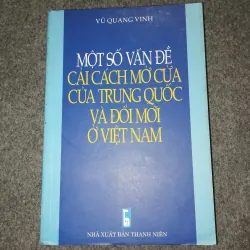 VŨ QUANG VINH
MỘT SỐ VẤN ĐỀ
CẢI CÁCH MỞ CỬA
CỦA TRUNG QUỐC
VÀ ĐỔI MỚI
Ở VIỆT NAM
NHÀ XUẤT BẢN THANH NIÊN